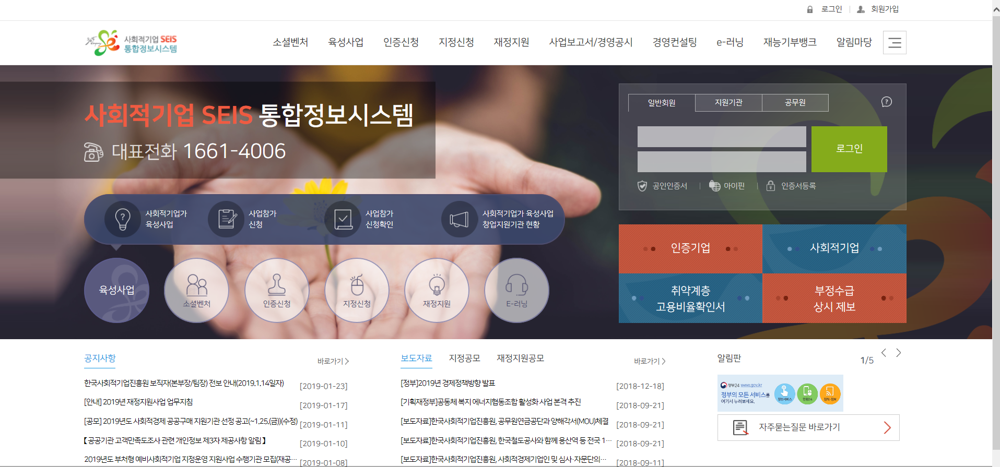 로그인
회원가입
사회적기업 SEIS
통합정보시스템
소셜벤처
육성사업
인증신청
지정신청
재정지원
사업보고서/경영공시
경영컨설팅
e-러닝
재능기부뱅크
알림마당
사회적기업 SEIS 통합정보시스템
대표전화 1661-4006
일반회원
지원기관
공무원
로그인
공인인증서
아이핀
인증서등록
사회적기업가
육성사업
사업참가
신청
사업참가
신청확인
사회적기업가 육성사업
창업지원기관 현황
육성사업
소셜벤처
인증신청
지정신청
재정지원
E-러닝
인증기업
사회적기업
취약계층
고용비율확인서
부정수급
상시 제보
공지사항
바로가기
한국사회적기업진흥원 보직자(본부장/팀장) 전보 안내(2019.1.14일자) [2019-01-23]
[안내] 2019년 재정지원사업 업무지침 [2019-01-17]
[공모] 2019년도 사회적경제 공공구매 지원기관 선정 공고(~1.25.(금))(수정) [2019-01-11]
【공공기관 고객만족도조사 관련 개인정보 제3자 제공사항 알림】 [2019-01-10]
2019년도 부처형 예비사회적기업 지정운영 지원사업 수행기관 모집(재공… [2019-01-08]
보도자료
지정공모
재정지원공모
바로가기
[정부]2019년 경제정책방향 발표 [2018-12-18]
[기획재정부]공동체 복지 에너지협동조합 활성화 사업 본격 추진 [2018-09-21]
[보도자료]한국사회적기업진흥원, 공무원연금공단과 양해각서(MOU)체결 [2018-09-21]
[보도자료]한국사회적기업진흥원, 한국철도공사와 함께 용산역 등 전국 1… [2018-09-21]
[보도자료]한국사회적기업진흥원, 사회적경제기업인 및 심사·자문단의… [2018-09-11]
알림판
1/5
정부24 www.gov.kr
정부의 모든 서비스를
여기서 누려보세요.
정부서비스
민원24
정책·정보
자주묻는질문 바로가기